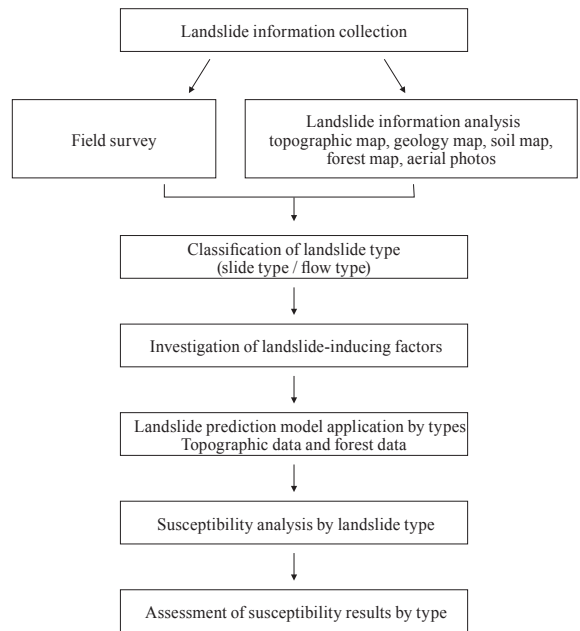 Landslide information collection
Field survey
Landslide information analysis
topographic map, geology map, soil map,
forest map, aerial photos
Classification of landslide type
(slide type / flow type)
Investigation of landslide-inducing factors
Landslide prediction model application by types
Topographic data and forest data
Susceptibility analysis by landslide type
Assessment of susceptibility results by type